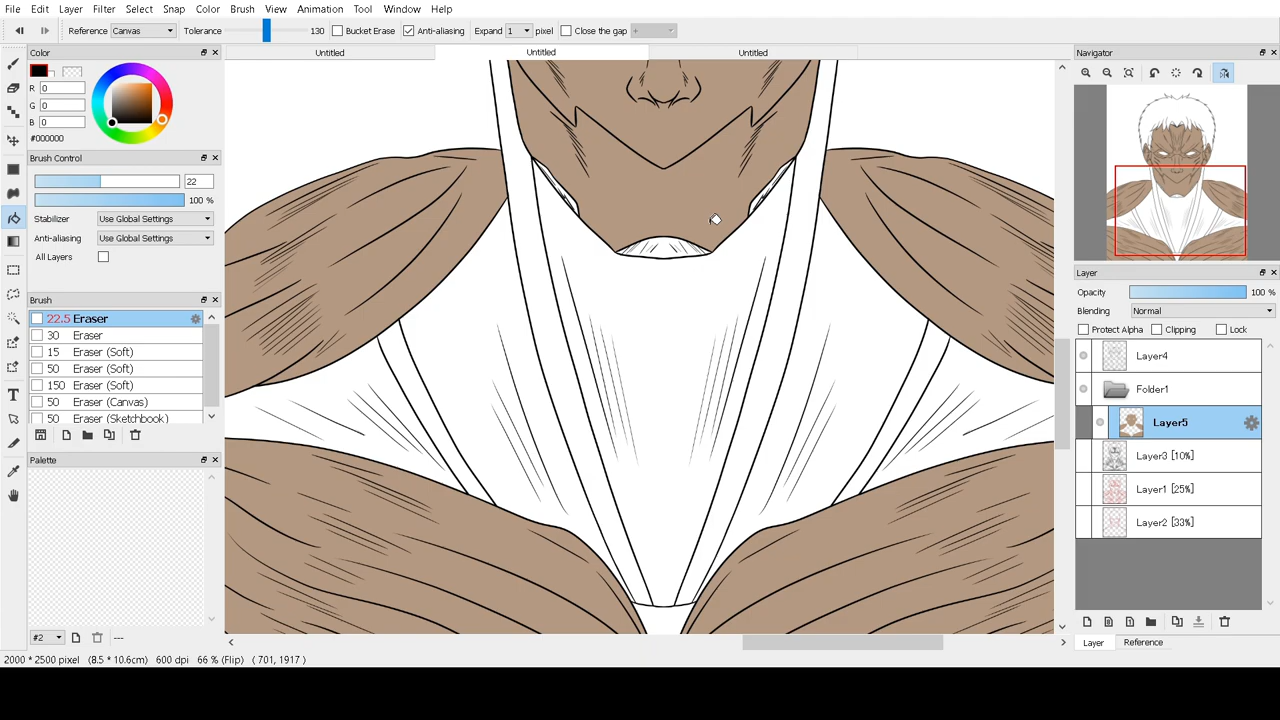 File Edit Layer Filter Select Snap Color Brush View Animation Tool Window Help
Reference Canvas Tolerance 130 Bucket Erase Anti-aliasing Expand 1 pixel Close the gap +
Color
R 0
G 0
B 0
#000000
Brush Control
22
100 %
Stabilizer Use Global Settings
Anti-aliasing Use Global Settings
All Layers
Brush
22.5 Eraser
30 Eraser
15 Eraser (Soft)
50 Eraser (Soft)
150 Eraser (Soft)
50 Eraser (Canvas)
50 Eraser (Sketchbook)
Palette
#2 ---
Untitled Untitled Untitled
Navigator
Layer
Opacity 100 %
Blending Normal
Protect Alpha Clipping Lock
Layer4
Folder1
Layer5
Layer3 [10%]
Layer1 [25%]
Layer2 [33%]
Layer Reference
2000 * 2500 pixel (8.5 * 10.6cm) 600 dpi 66 % (Flip) ( 701, 1917 )